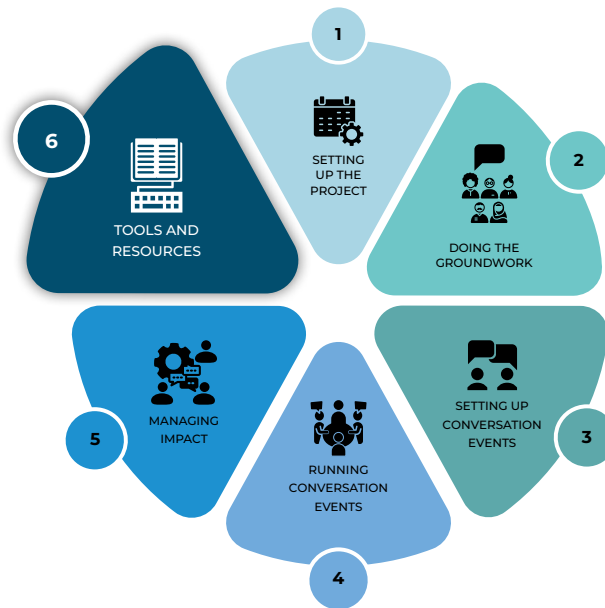 1
SETTING
UP THE
PROJECT
2
DOING THE
GROUNDWORK
3
SETTING UP
CONVERSATION
EVENTS
4
RUNNING
CONVERSATION
EVENTS
5
MANAGING
IMPACT
6
TOOLS AND
RESOURCES